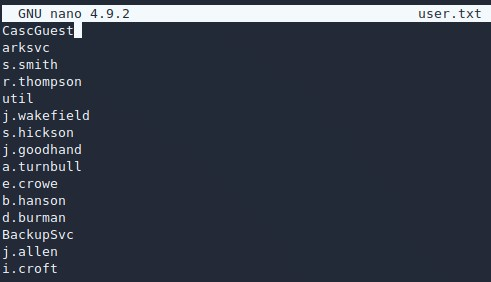 GNU nano 4.9.2 user.txt
CascGuest
arksvc
s.smith
r.thompson
util
j.wakefield
s.hickson
j.goodhand
a.turnbull
e.crowe
b.hanson
d.burman
BackupSvc
j.allen
i.croft